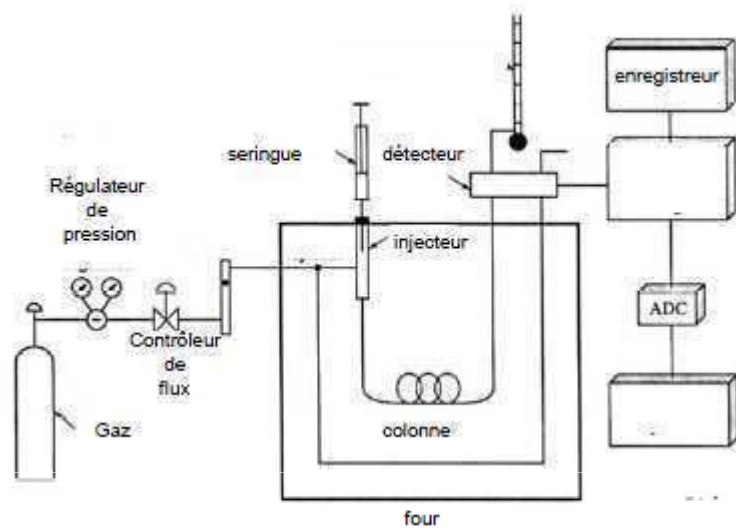 enregistreur
seringue
détecteur
Régulateur
de
pression
injecteur
ADC
Contrôleur
de
flux
Gaz
colonne
four